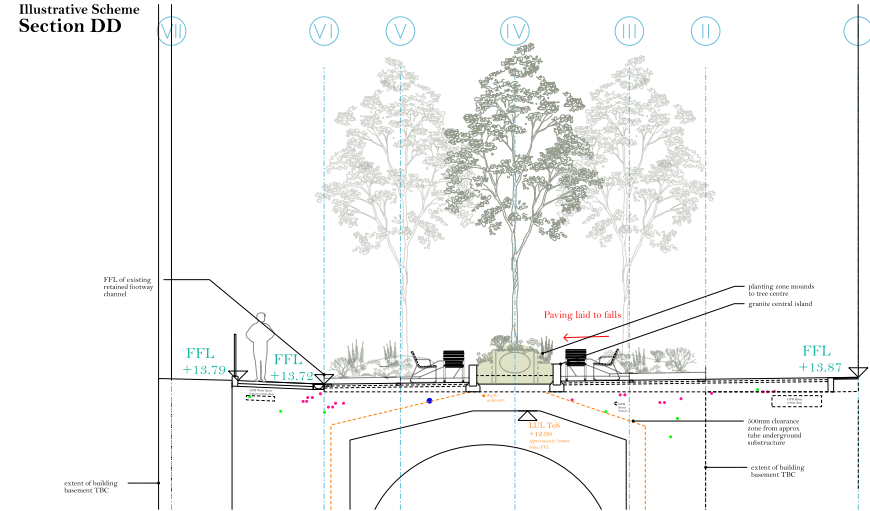 Illustrative Scheme
Section DD
VII
VI
V
IV
III
II
FFL of existing
retained footway
channel
FFL
+13.79
FFL
+13.72
Paving laid to falls
planting zone mounds
to tree centre
granite central island
FFL
+13.87
LUL ToS
+12.99
500mm clearance
zone from approx
tube underground
substructure
extent of building
basement TBC
extent of building
basement TBC